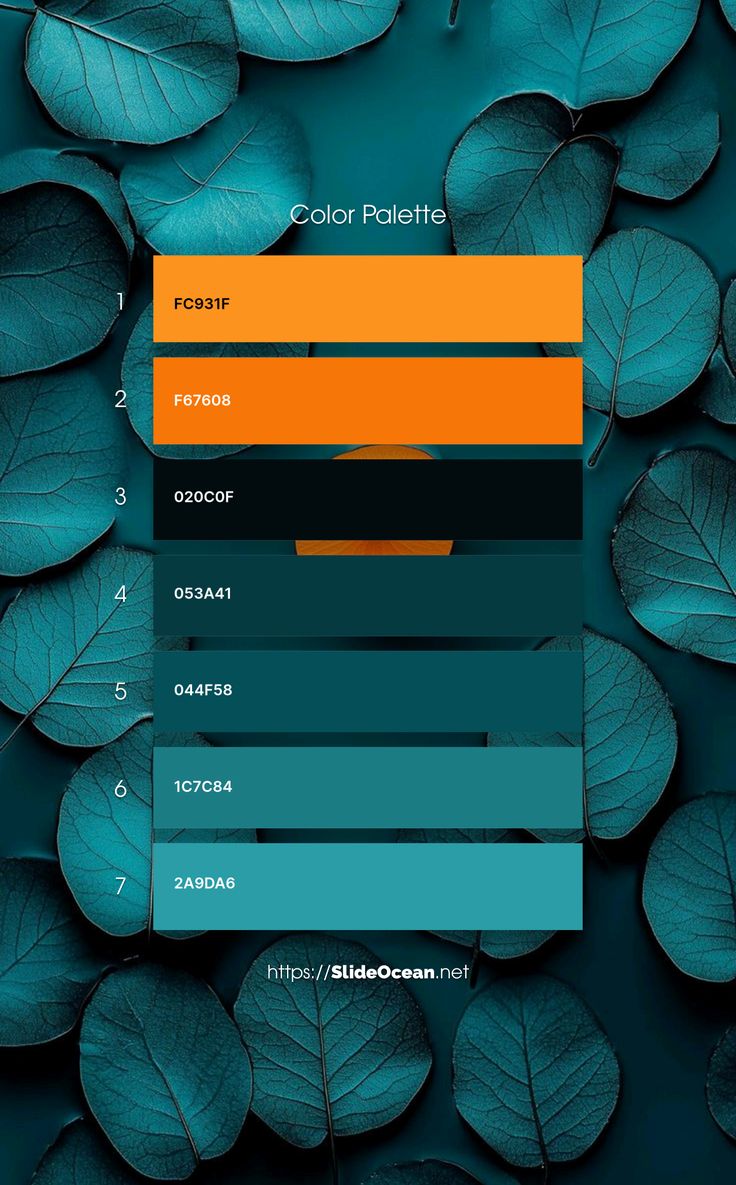 Color Palette
1 FC931F
2 F67608
3 020C0F
4 053A41
5 044F58
6 1C7C84
7 2A9DA6
https://SlideOcean.net